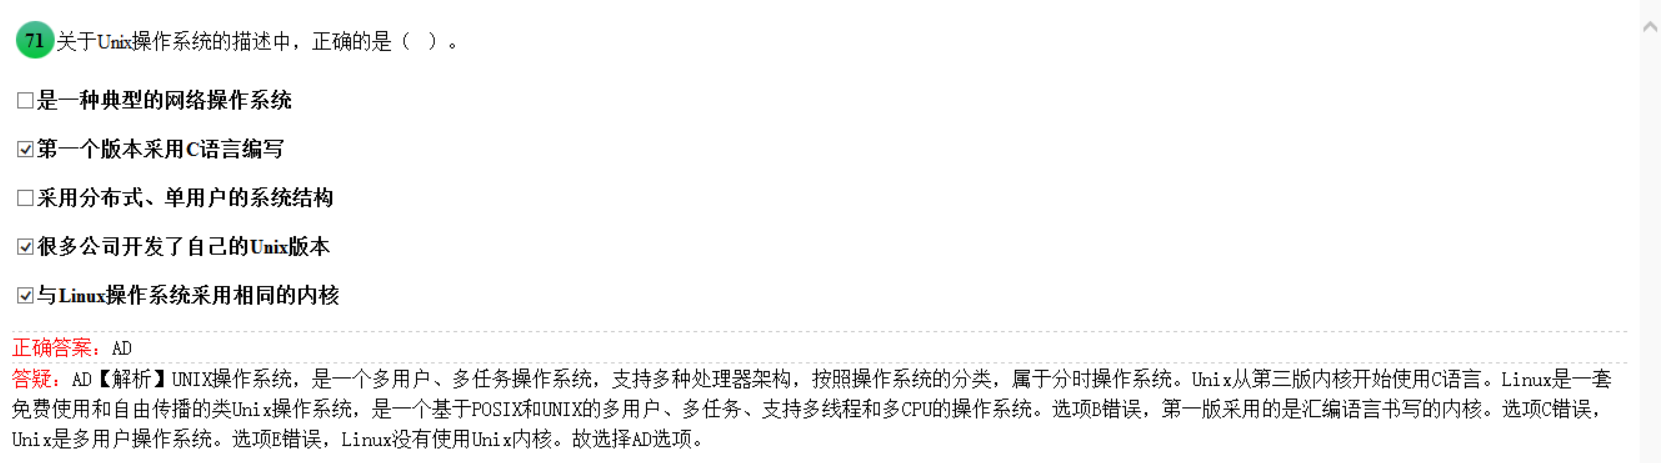 71 关于Unix操作系统的描述中，正确的是（  ）。
是一种典型的网络操作系统
第一个版本采用C语言编写
采用分布式、单用户的系统结构
很多公司开发了自己的Unix版本
与Linux操作系统采用相同的内核
正确答案：AD
答疑：AD【解析】UNIX操作系统，是一个多用户、多任务操作系统，支持多种处理器架构，按照操作系统的分类，属于分时操作系统。Unix从第三版内核开始使用C语言。Linux是一套
免费使用和自由传播的类Unix操作系统，是一个基于POSIX和UNIX的多用户、多任务、支持多线程和多CPU的操作系统。选项B错误，第一版采用的是汇编语言书写的内核。选项C错误，
Unix是多用户操作系统。选项E错误，Linux没有使用Unix内核。故选择AD选项。